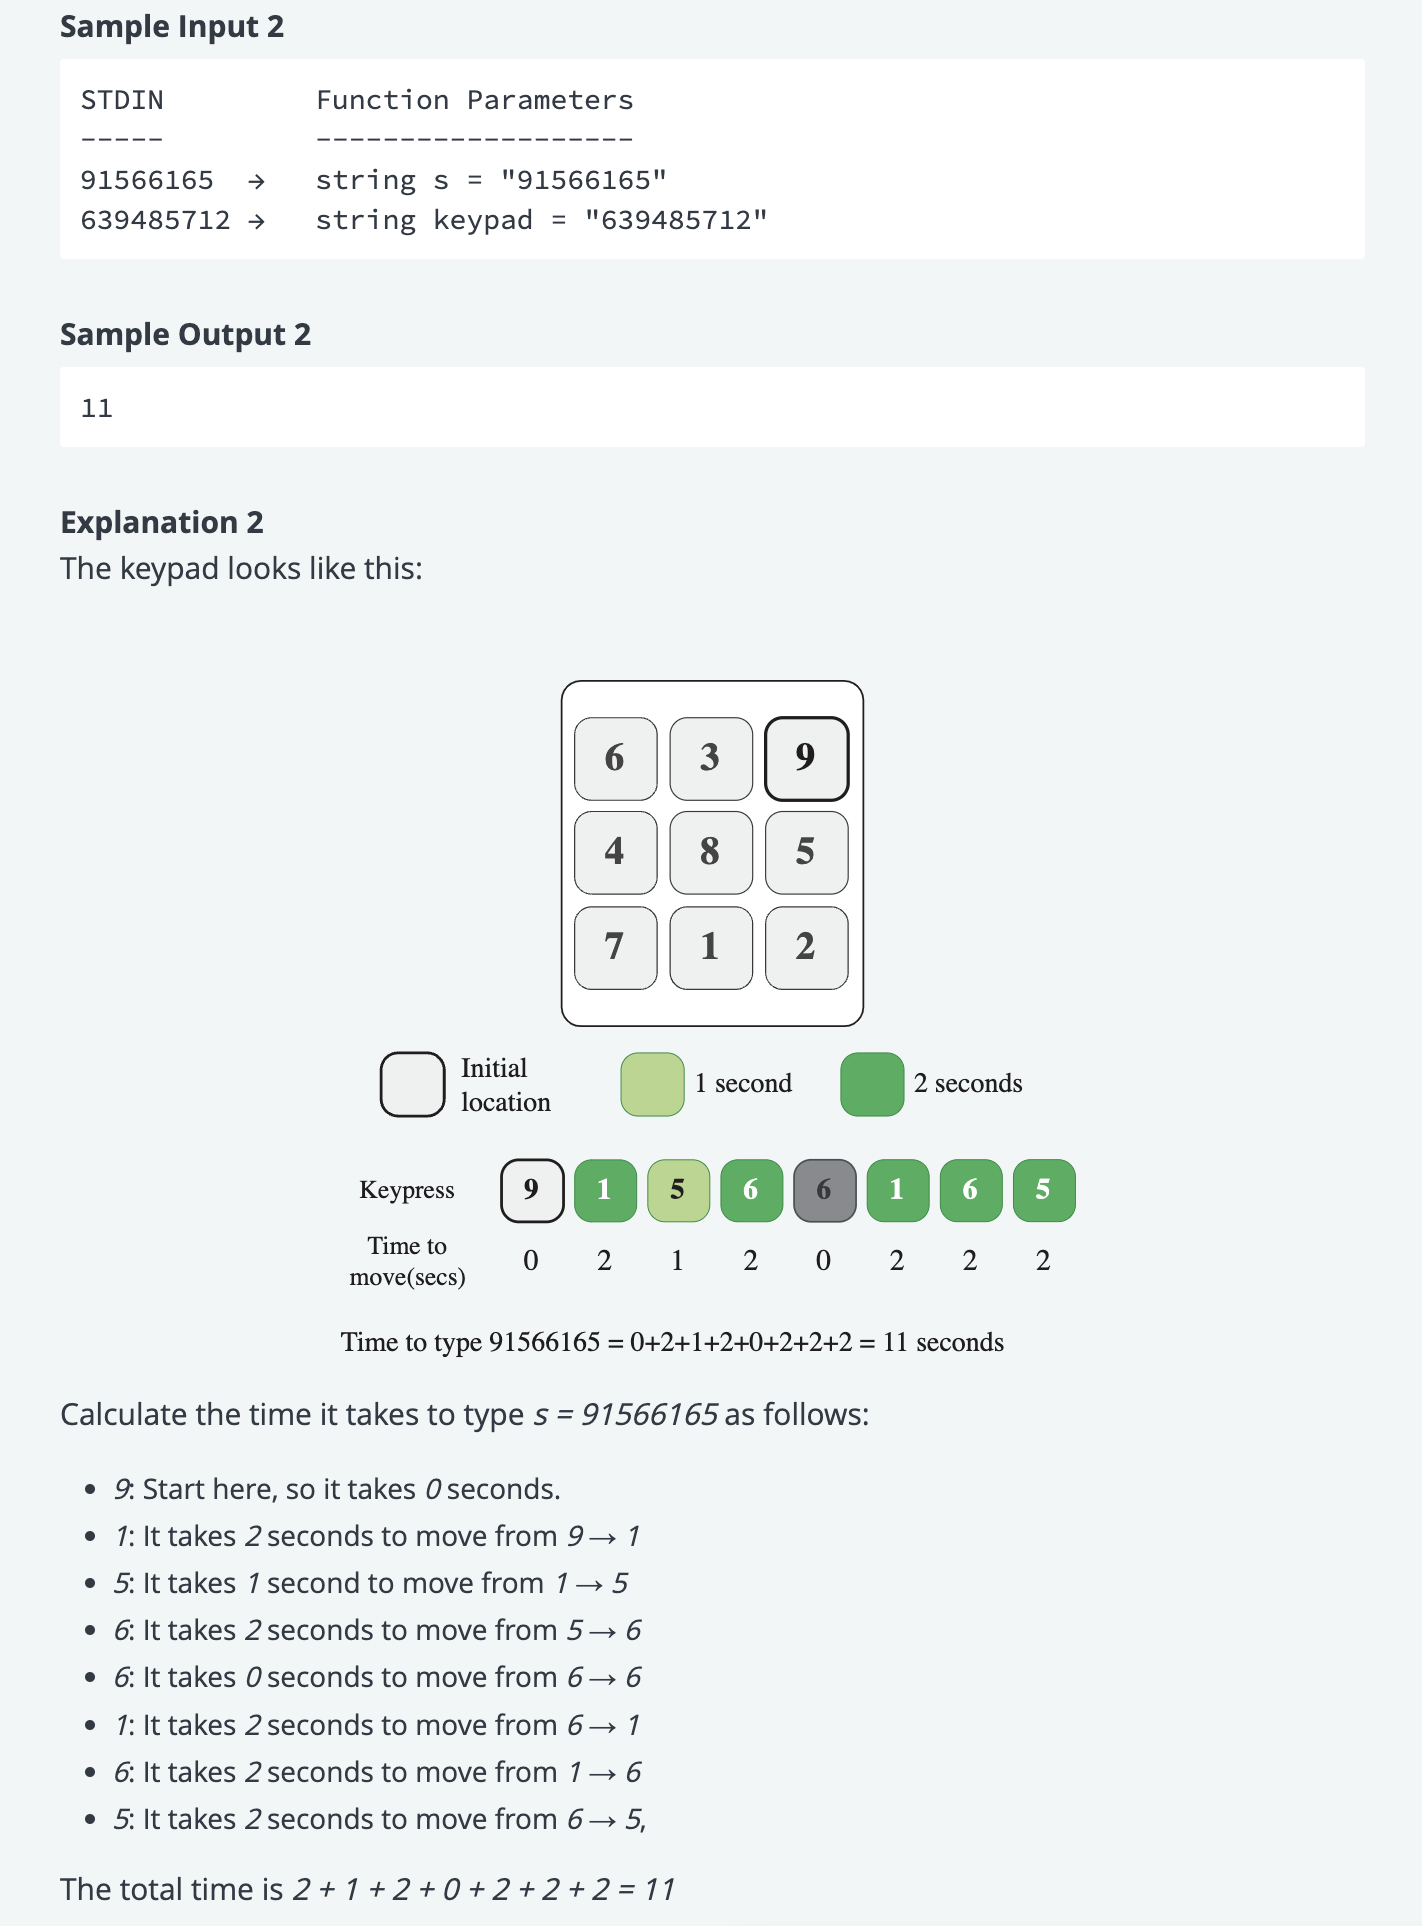 Sample Input 2
STDIN Function Parameters
----- -------------------
91566165 → string s = "91566165"
639485712 → string keypad = "639485712"
Sample Output 2
11
Explanation 2
The keypad looks like this:
6 3 9
4 8 5
7 1 2
Initial location
1 second
2 seconds
Keypress 9 1 5 6 6 1 6 5
Time to move(secs) 0 2 1 2 0 2 2 2
Time to type 91566165 = 0+2+1+2+0+2+2+2 = 11 seconds
Calculate the time it takes to type s = 91566165 as follows:
• 9: Start here, so it takes 0 seconds.
• 1: It takes 2 seconds to move from 9 → 1
• 5: It takes 1 second to move from 1 → 5
• 6: It takes 2 seconds to move from 5 → 6
• 6: It takes 0 seconds to move from 6 → 6
• 1: It takes 2 seconds to move from 6 → 1
• 6: It takes 2 seconds to move from 1 → 6
• 5: It takes 2 seconds to move from 6 → 5,
The total time is 2 + 1 + 2 + 0 + 2 + 2 + 2 = 11